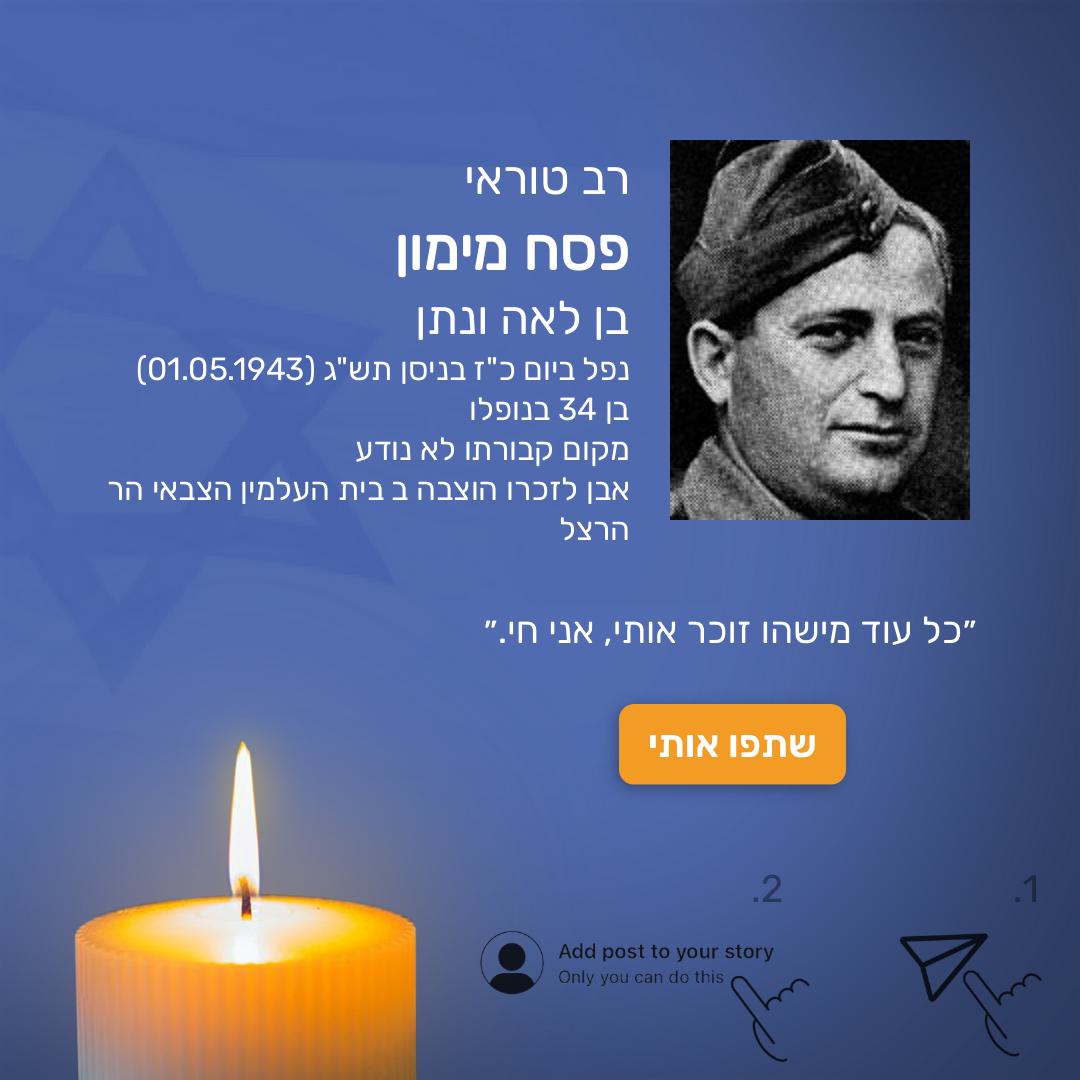 רב טוראי
פסח מימון
בן לאה ונתן
נפל ביום כ"ז בניסן תש"ג (01.05.1943)
בן 34 בנופלו
מקום קבורתו לא נודע
אבן לזכרו הוצבה ב בית העלמין הצבאי הר
הרצל
״כל עוד מישהו זוכר אותי, אני חי.״
שתפו אותי
1.
2.
Add post to your story
Only you can do this